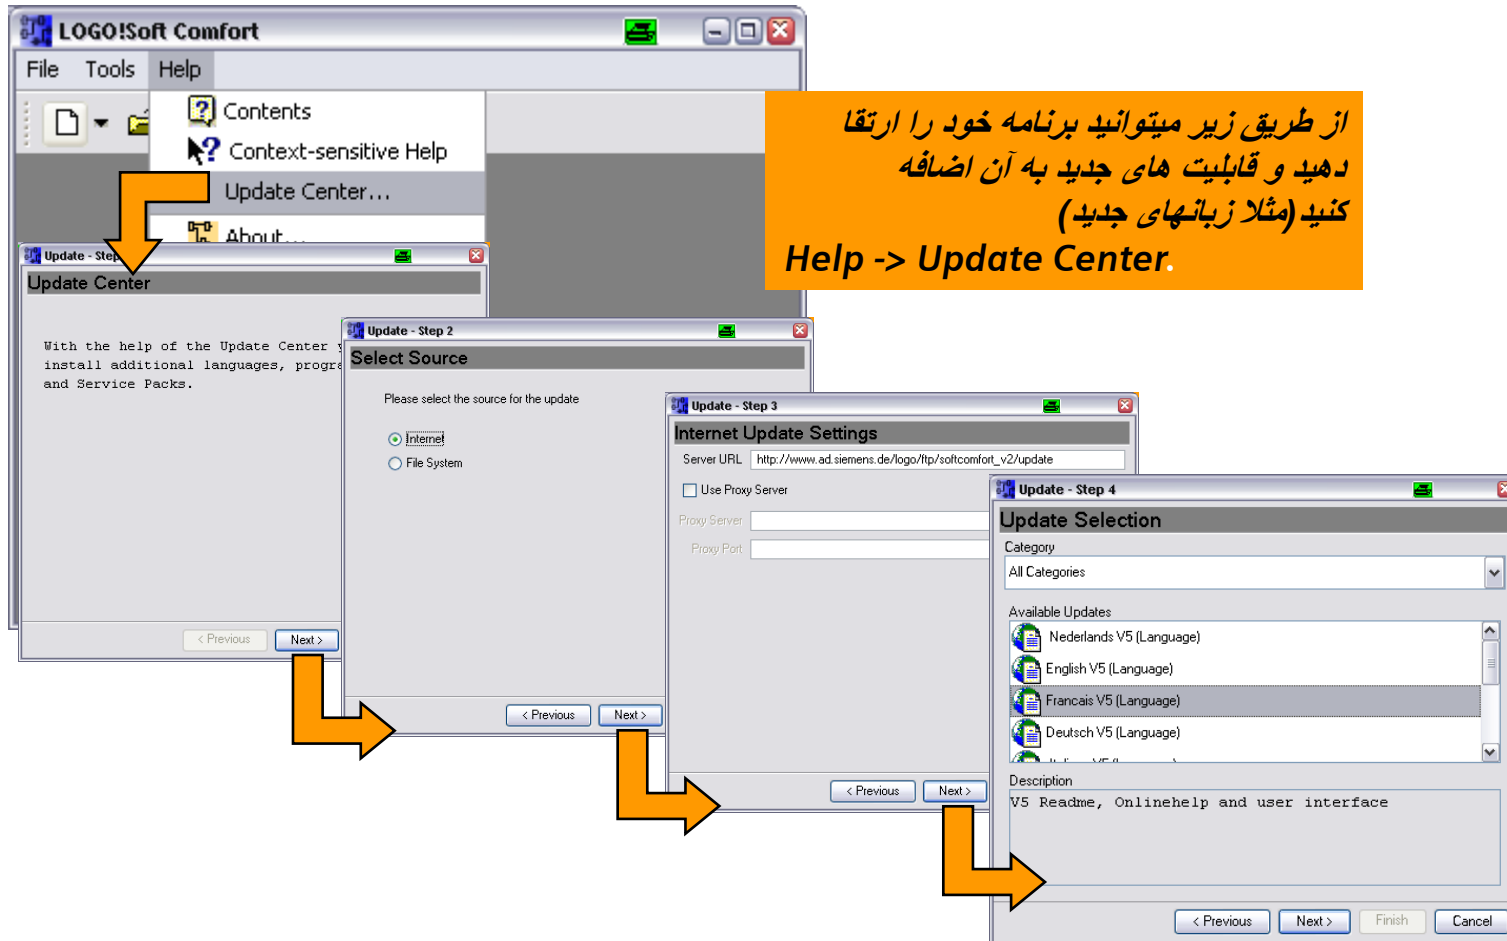 LOGO!Soft Comfort
File Tools Help
Contents
Context-sensitive Help
Update Center...
About...
از طریق زیر میتوانید برنامه خود را ارتقا
دهید و قابلیت های جدید به آن اضافه
کنید(مثلا زبانهای جدید)
Help -> Update Center.
Update - Step
Update Center
With the help of the Update Center
install additional languages,
and Service Packs.
< Previous Next >
Update - Step 2
Select Source
Please select the source for the update
Internet
File System
< Previous Next >
Update - Step 3
Internet Update Settings
Server URL http://www.ad.siemens.de/logo/ftp/softcomfort_v2/update
Use Proxy Server
Proxy Server
Proxy Port
< Previous Next >
Update - Step 4
Update Selection
Category
All Categories
Available Updates
Nederlands V5 (Language)
English V5 (Language)
Francais V5 (Language)
Deutsch V5 (Language)
Description
V5 Readme, Onlinehelp and user interface
< Previous Next > Finish Cancel